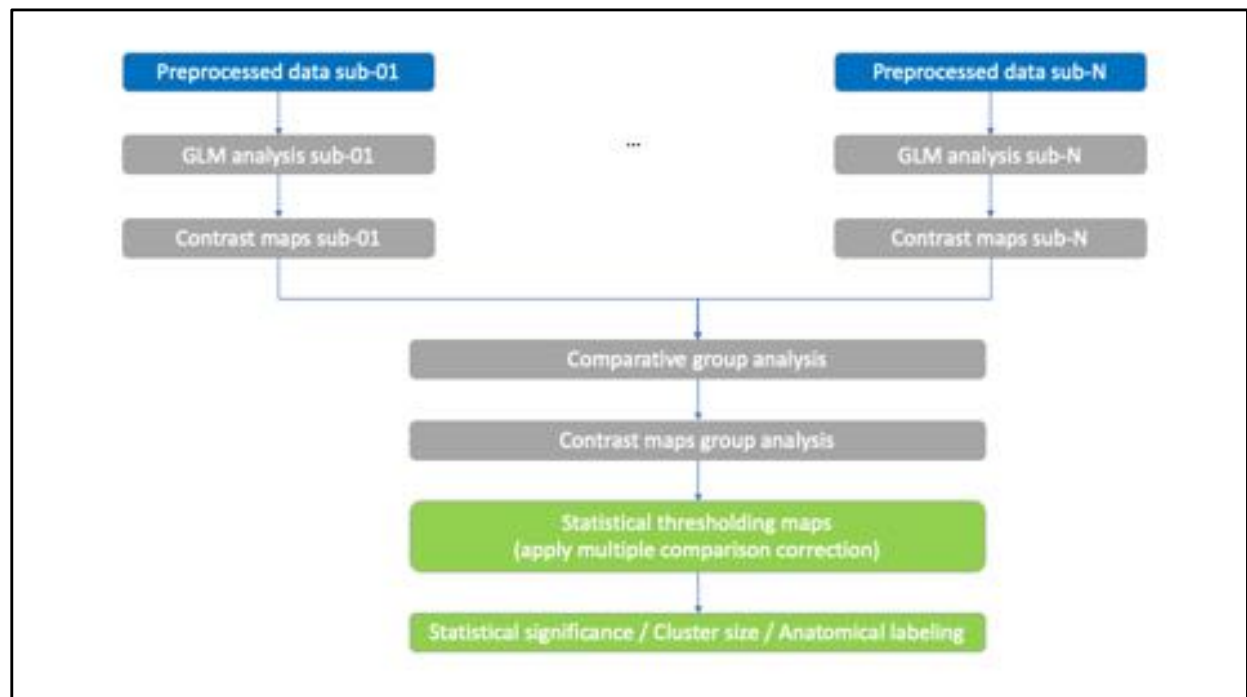 Preprocessed data sub-01
Preprocessed data sub-N
GLM analysis sub-01
...
GLM analysis sub-N
Contrast maps sub-01
Contrast maps sub-N
Comparative group analysis
Contrast maps group analysis
Statistical thresholding maps
(apply multiple comparison correction)
Statistical significance / Cluster size / Anatomical labeling